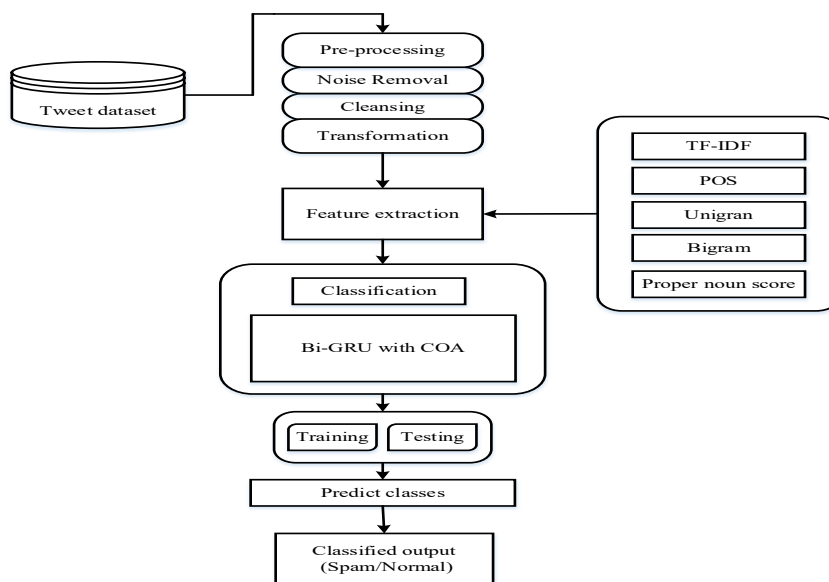 Tweet dataset
Pre-processing
Noise Removal
Cleansing
Transformation
Feature extraction
TF-IDF
POS
Unigran
Bigram
Proper noun score
Classification
Bi-GRU with COA
Training
Testing
Predict classes
Classified output
(Spam/Normal)